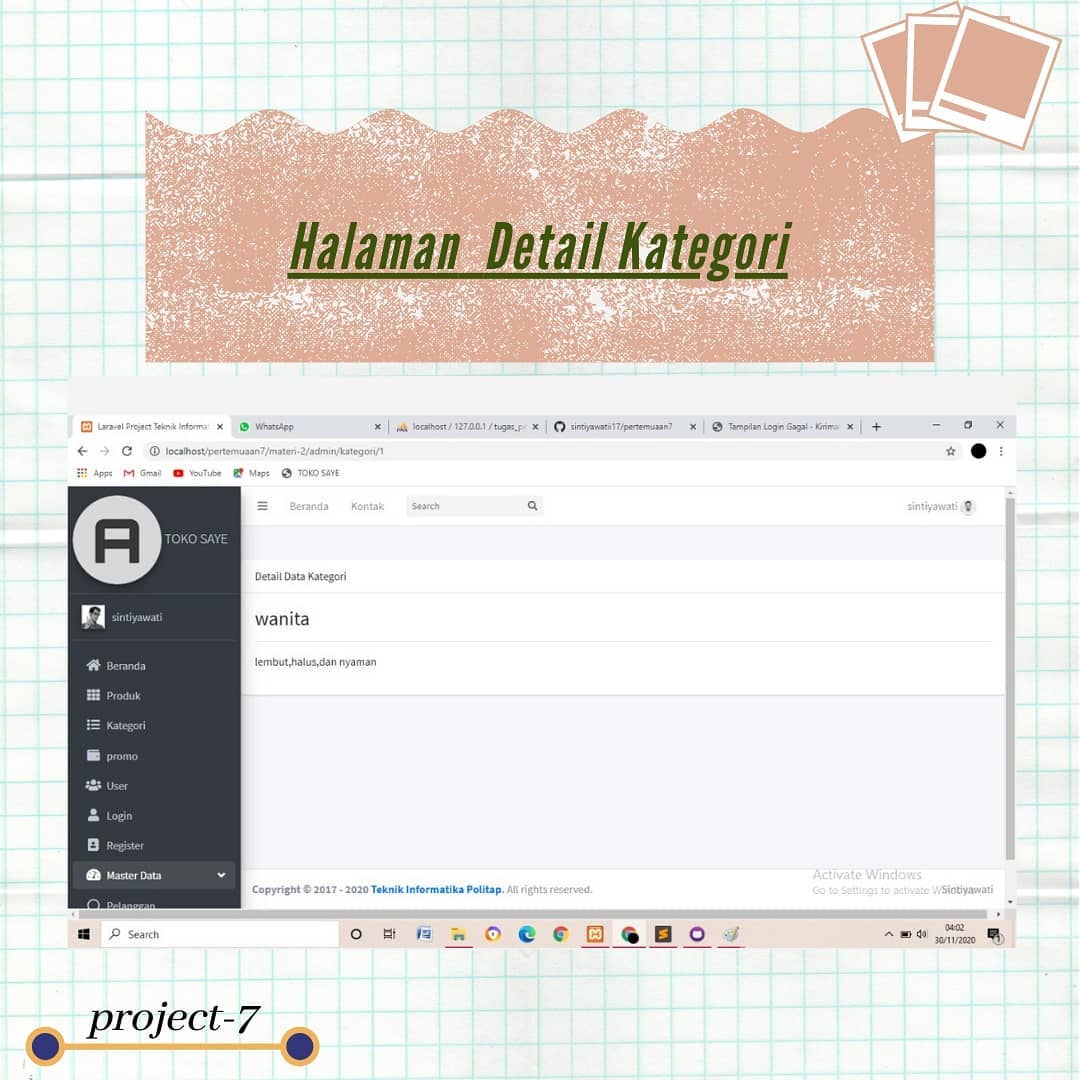 Halaman Detail Kategori
Laravel Project Teknik Informat
WhatsApp
localhost / 127.0.0.1 / tugas_p
sintiyawatii17/pertemuaan7
Tampilan Login Gagal - Kirima
localhost/pertemuaan7/materi-2/admin/kategori/1
Apps Gmail YouTube Maps TOKO SAYE
A TOKO SAYE
Beranda Kontak Search sintiyawati
Detail Data Kategori
sintiyawati
wanita
lembut,halus,dan nyaman
Beranda
Produk
Kategori
promo
User
Login
Register
Master Data
Pelanggan
Activate Windows
Go to Settings to activate Windows.
Copyright © 2017 - 2020 Teknik Informatika Politap. All rights reserved. Sintiyawati
Search
04:02
30/11/2020
1
project-7